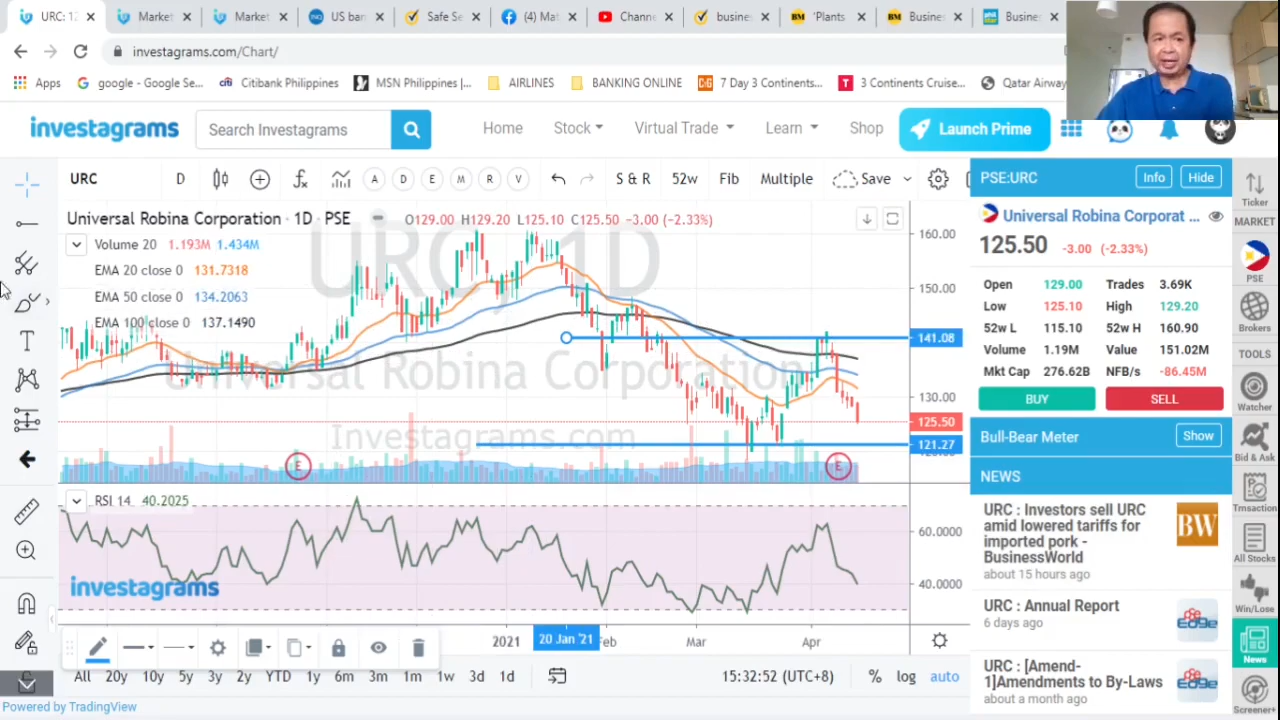 URC: 1
Market
Market
US ban
Safe Se
(4) Mat
Channe
busines
'Plants
Busine
Busine
investagrams.com/Chart/
Apps
google - Google Se...
Citibank Philippines
MSN Philippines |...
AIRLINES
BANKING ONLINE
7 Day 3 Continents...
3 Continents Cruise...
Qatar Airway
investagrams
Search Investagrams
Home
Stock
Virtual Trade
Learn
Shop
Launch Prime
URC
D
A D E M R V
S & R
52w
Fib
Multiple
Save
Universal Robina Corporation · 1D · PSE
O129.00 H129.20 L125.10 C125.50 −3.00 (−2.33%)
Volume 20 1.193M 1.434M
EMA 20 close 0 131.7318
EMA 50 close 0 134.2063
EMA 100 close 0 137.1490
URC, 1D
Universal Robina Corporation
Investagrams.com
E
E
160.00
150.00
141.08
130.00
125.50
121.27
RSI 14 40.2025
60.0000
40.0000
investagrams
2021
20 Jan '21
Feb
Mar
Apr
All 20y 10y 5y 3y 2y YTD 1y 6m 3m 1m 1w 3d 1d
15:32:52 (UTC+8)
% log auto
Powered by TradingView
PSE:URC
Info
Hide
Universal Robina Corporat ...
125.50 -3.00 (-2.33%)
Open 129.00 Trades 3.69K
Low 125.10 High 129.20
52w L 115.10 52w H 160.90
Volume 1.19M Value 151.02M
Mkt Cap 276.62B NFB/s -86.45M
BUY
SELL
Bull-Bear Meter
Show
NEWS
URC : Investors sell URC
amid lowered tariffs for
imported pork -
BusinessWorld
about 15 hours ago
BW
URC : Annual Report
6 days ago
EDGE
URC : [Amend-
1]Amendments to By-Laws
about a month ago
EDGE
Ticker
MARKET
PSE
Brokers
TOOLS
Watcher
Bid & Ask
Trnsaction
All Stocks
Win/Lose
News
Screener+